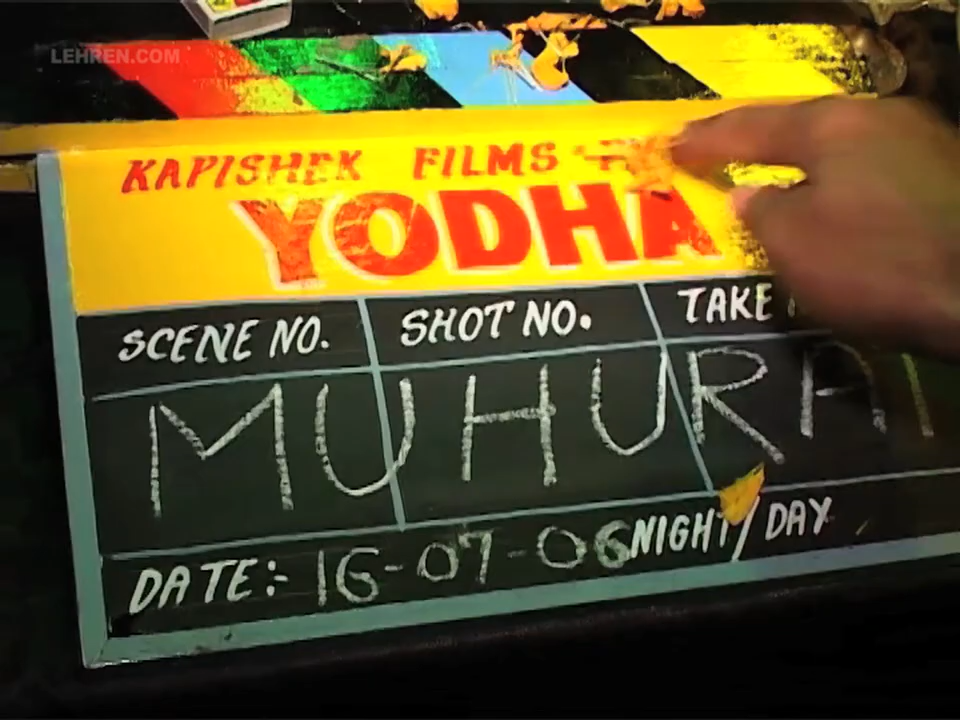 LEHREN.COM
KAPISHEK FILMS
YODHA
SCENE NO. SHOT NO. TAKE
MUHURAT
DATE:- 16-07-06 NIGHT/DAY